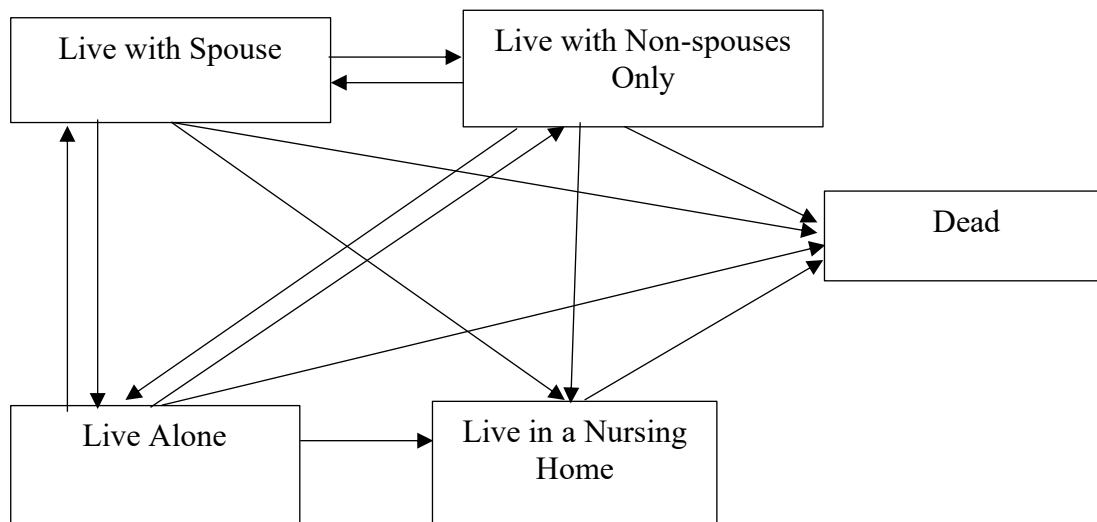 Live with Spouse
Live with Non-spouses
Only
Dead
Live Alone
Live in a Nursing
Home